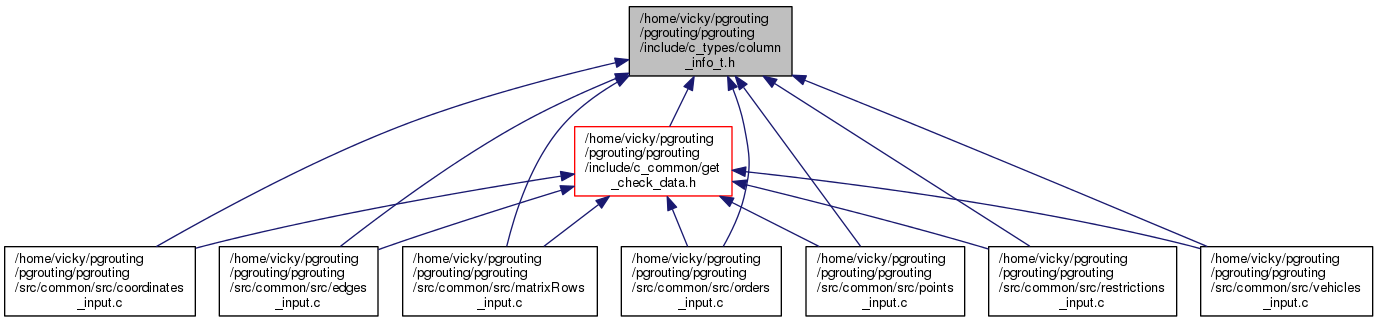 /home/vicky/pgrouting
/pgrouting/pgrouting
/include/c_types/column
_info_t.h
/home/vicky/pgrouting
/pgrouting/pgrouting
/include/c_common/get
_check_data.h
/home/vicky/pgrouting
/pgrouting/pgrouting
/src/common/src/coordinates
_input.c
/home/vicky/pgrouting
/pgrouting/pgrouting
/src/common/src/edges
_input.c
/home/vicky/pgrouting
/pgrouting/pgrouting
/src/common/src/matrixRows
_input.c
/home/vicky/pgrouting
/pgrouting/pgrouting
/src/common/src/orders
_input.c
/home/vicky/pgrouting
/pgrouting/pgrouting
/src/common/src/points
_input.c
/home/vicky/pgrouting
/pgrouting/pgrouting
/src/common/src/restrictions
_input.c
/home/vicky/pgrouting
/pgrouting/pgrouting
/src/common/src/vehicles
_input.c